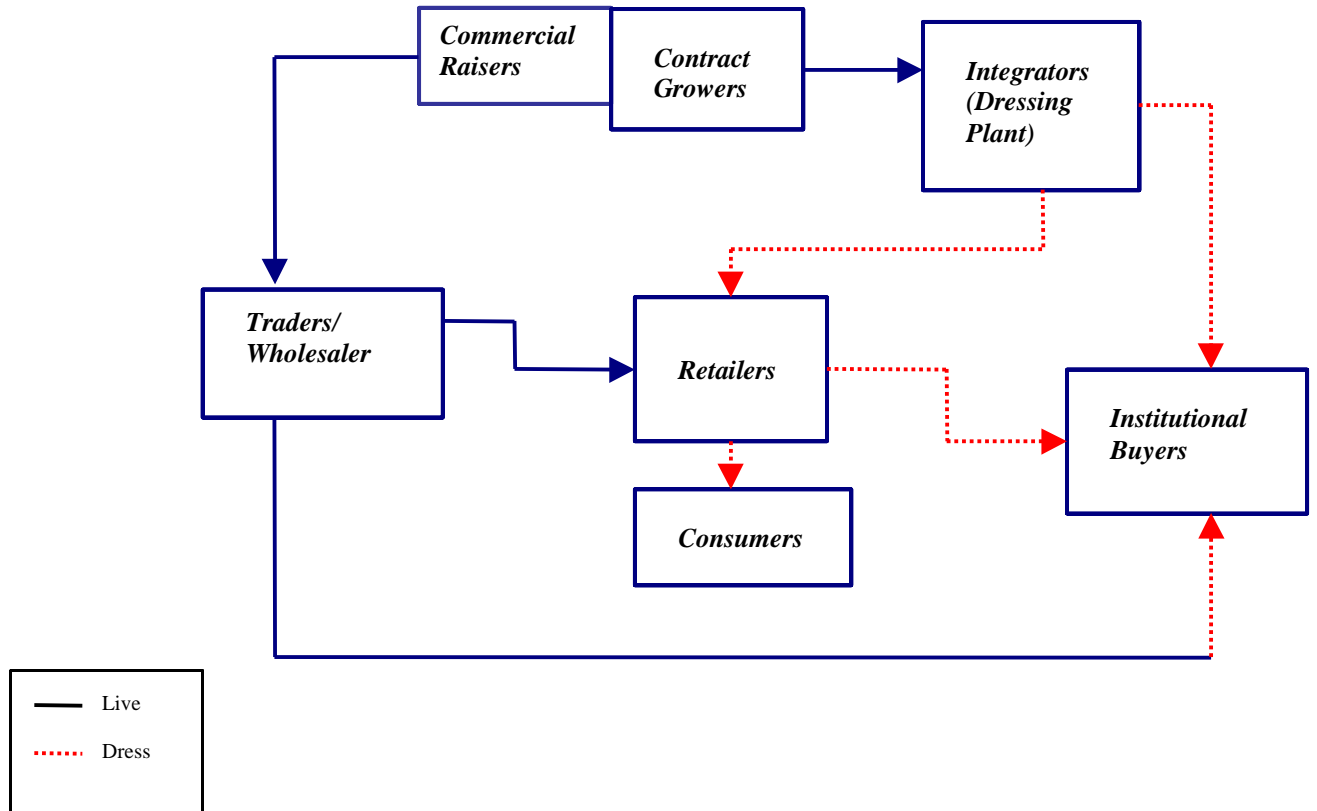 Commercial
Raisers
Contract
Growers
Integrators
(Dressing
Plant)
Traders/
Wholesaler
Retailers
Institutional
Buyers
Consumers
Live
Dress